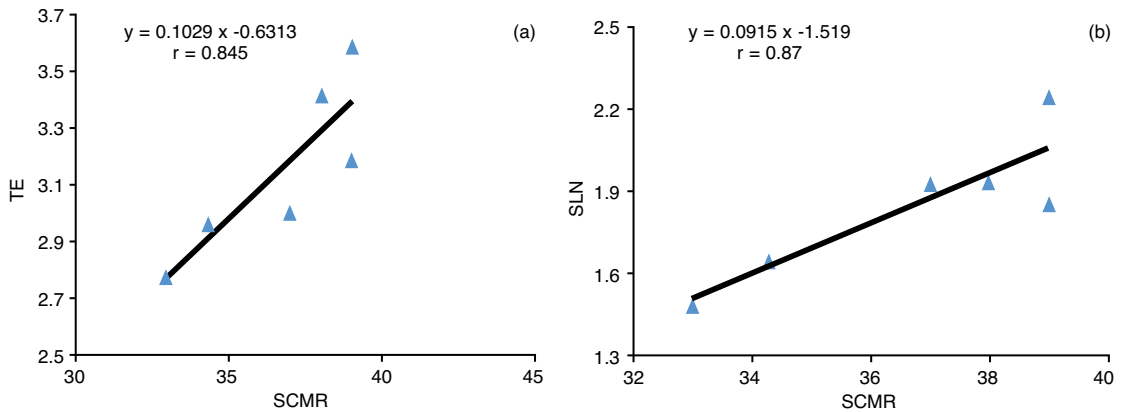 y = 0.1029 x -0.6313
r = 0.845
(a)
3.7
3.5
3.3
3.1
2.9
2.7
2.5
TE
30
35
40
45
SCMR
y = 0.0915 x -1.519
r = 0.87
(b)
2.5
2.2
1.9
1.6
1.3
SLN
32
34
36
38
40
SCMR